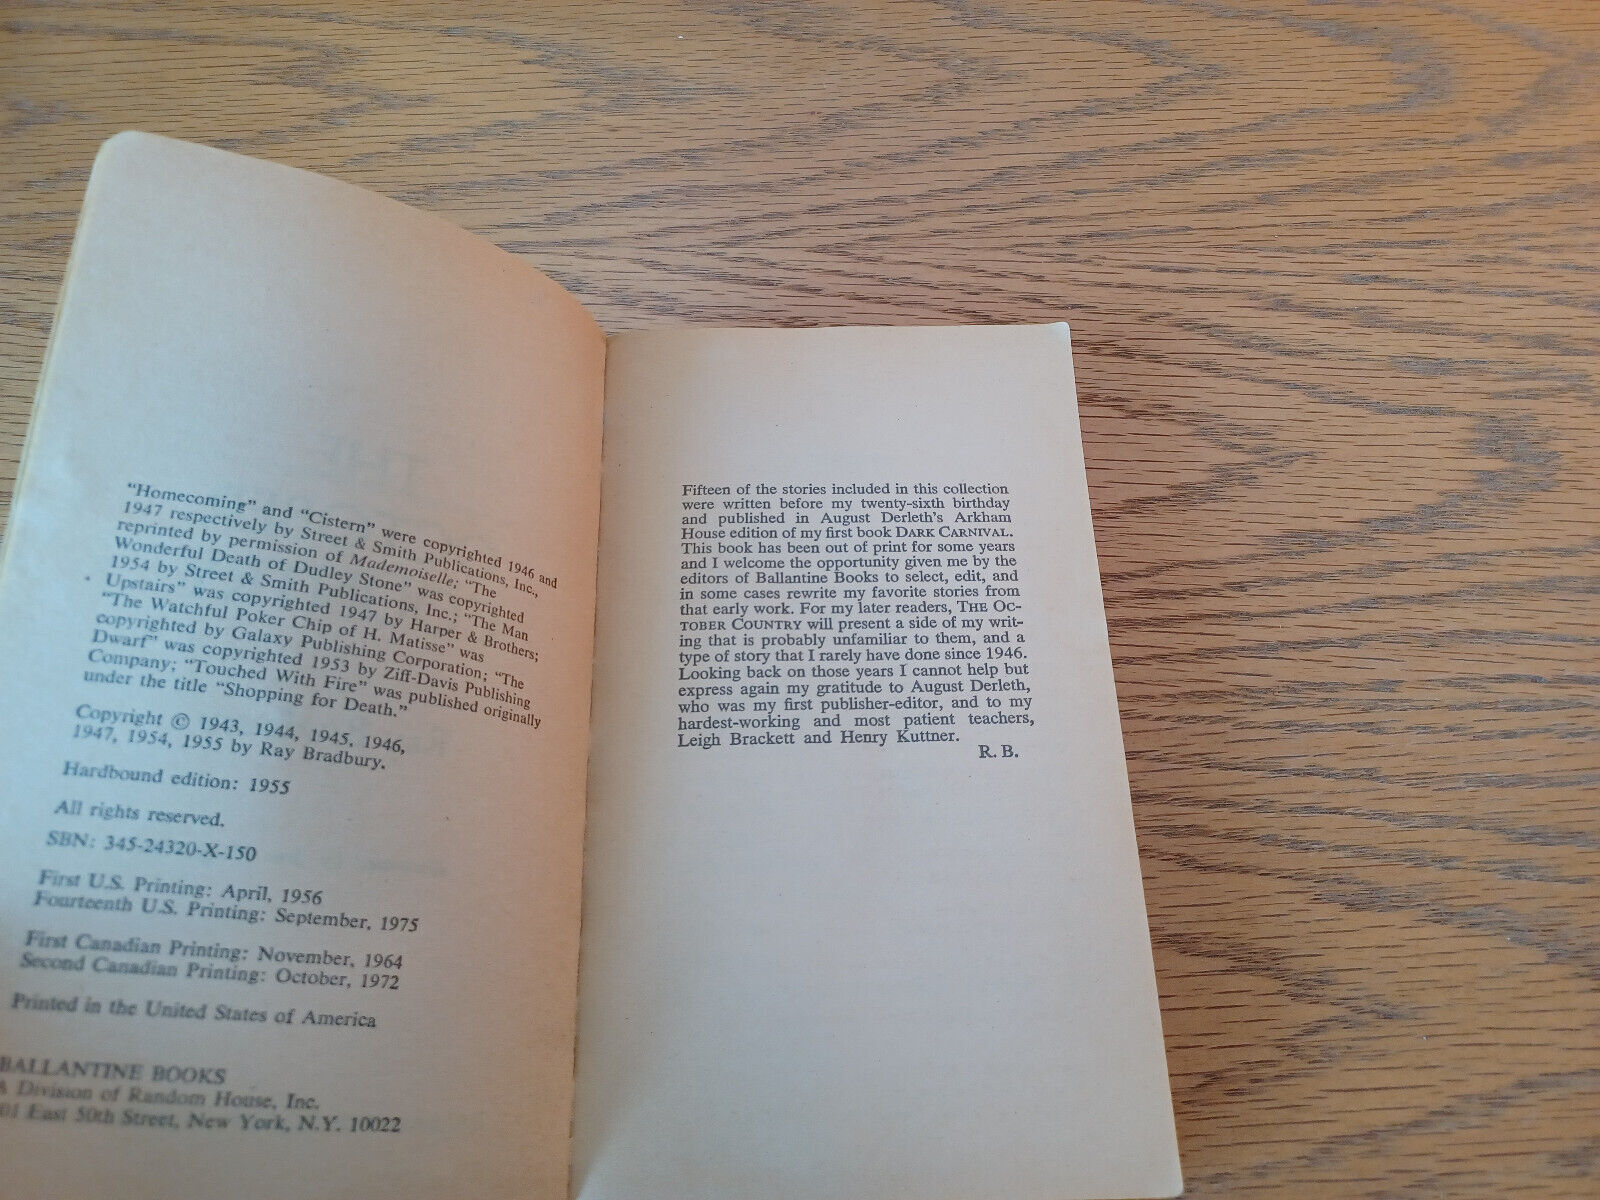 "Homecoming" and "Cistern" were copyrighted 1946 and
1947 respectively by Street & Smith Publications, Inc.,
reprinted by permission of Mademoiselle; "The
Wonderful Death of Dudley Stone" was copyrighted
1954 by Street & Smith Publications, Inc.; "The Man
Upstairs" was copyrighted 1947 by Harper & Brothers;
"The Watchful Poker Chip of H. Matisse" was
copyrighted by Galaxy Publishing Corporation; "The
Dwarf" was copyrighted 1953 by Ziff-Davis Publishing
Company; "Touched With Fire" was published originally
under the title "Shopping for Death."
Copyright © 1943, 1944, 1945, 1946,
1947, 1954, 1955 by Ray Bradbury.
Hardbound edition: 1955
All rights reserved.
SBN: 345-24320-X-150
First U.S. Printing: April, 1956
Fourteenth U.S. Printing: September, 1975
First Canadian Printing: November, 1964
Second Canadian Printing: October, 1972
Printed in the United States of America
BALLANTINE BOOKS
A Division of Random House, Inc.
01 East 50th Street, New York, N.Y. 10022
Fifteen of the stories included in this collection
were written before my twenty-sixth birthday
and published in August Derleth's Arkham
House edition of my first book DARK CARNIVAL.
This book has been out of print for some years
and I welcome the opportunity given me by the
editors of Ballantine Books to select, edit, and
in some cases rewrite my favorite stories from
that early work. For my later readers, THE OC-
TOBER COUNTRY will present a side of my writ-
ing that is probably unfamiliar to them, and a
type of story that I rarely have done since 1946.
Looking back on those years I cannot help but
express again my gratitude to August Derleth,
who was my first publisher-editor, and to my
hardest-working and most patient teachers,
Leigh Brackett and Henry Kuttner.
R. B.